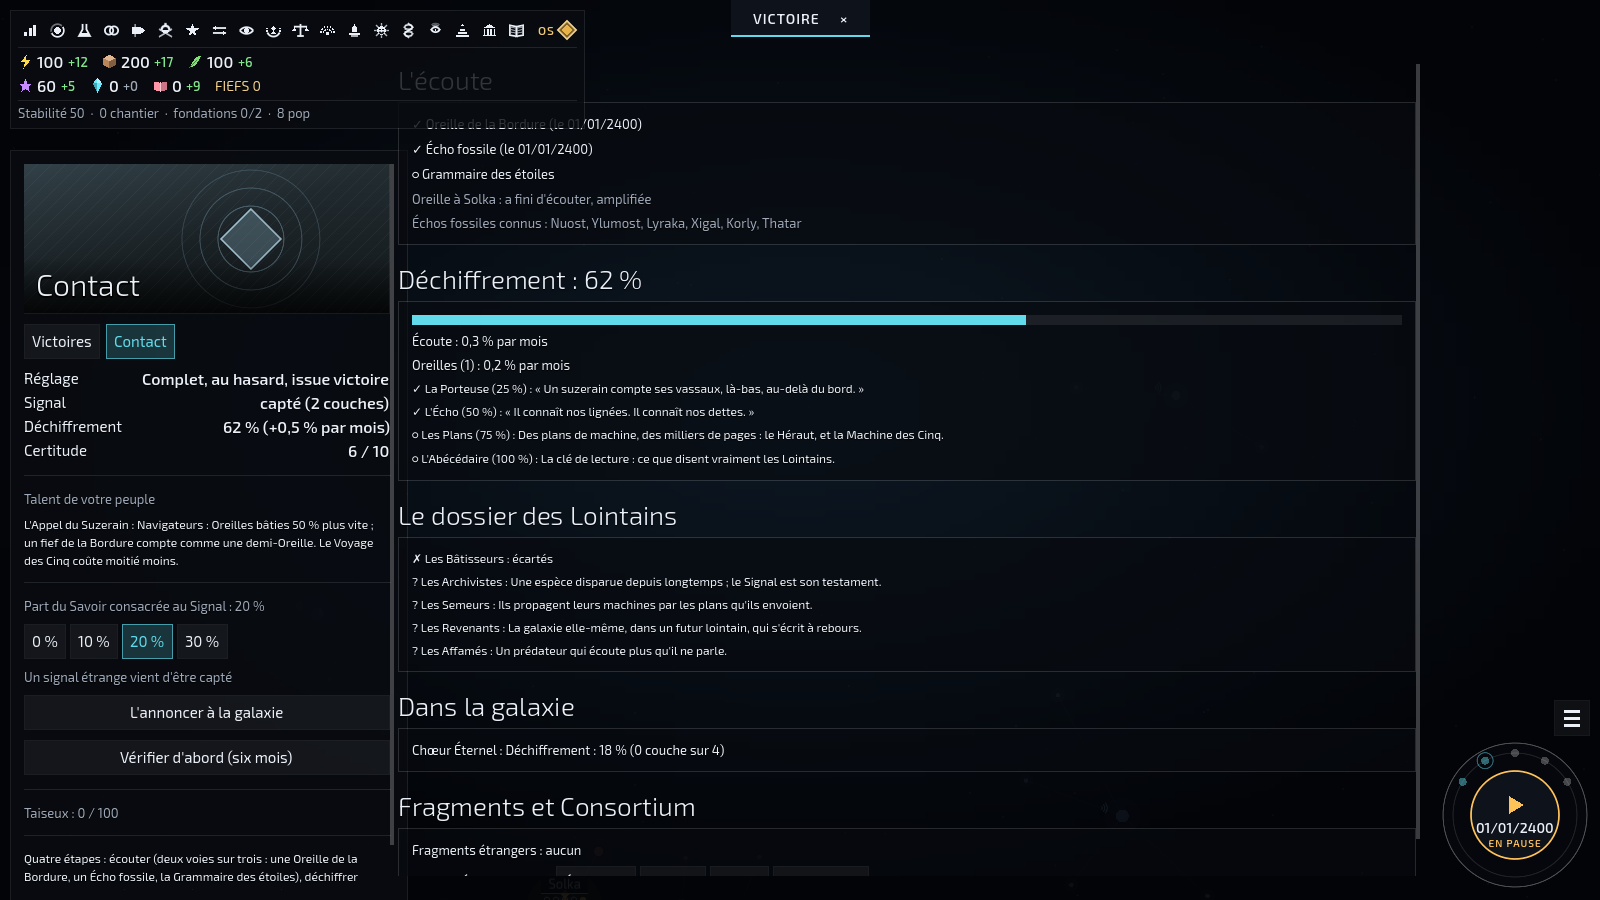 VICTOIRE ×
OS
100 +12 200 +17 100 +6
60 +5 0 +0 0 +9 FIEFS 0
Stabilité 50 · 0 chantier · fondations 0/2 · 8 pop
Contact
Victoires Contact
Réglage Complet, au hasard, issue victoire
Signal capté (2 couches)
Déchiffrement 62 % (+0,5 % par mois)
Certitude 6 / 10
Talent de votre peuple
L'Appel du Suzerain : Navigateurs : Oreilles bâties 50 % plus vite ;
un fief de la Bordure compte comme une demi-Oreille. Le Voyage
des Cinq coûte moitié moins.
Part du Savoir consacrée au Signal : 20 %
0 % 10 % 20 % 30 %
Un signal étrange vient d'être capté
L'annoncer à la galaxie
Vérifier d'abord (six mois)
Taiseux : 0 / 100
Quatre étapes : écouter (deux voies sur trois : une Oreille de la
Bordure, un Écho fossile, la Grammaire des étoiles), déchiffrer
L'écoute
✓ Oreille de la Bordure (le 01/01/2400)
✓ Écho fossile (le 01/01/2400)
○ Grammaire des étoiles
Oreille à Solka : a fini d'écouter, amplifiée
Échos fossiles connus : Nuost, Ylumost, Lyraka, Xigal, Korly, Thatar
Déchiffrement : 62 %
Écoute : 0,3 % par mois
Oreilles (1) : 0,2 % par mois
✓ La Porteuse (25 %) : « Un suzerain compte ses vassaux, là-bas, au-delà du bord. »
✓ L'Écho (50 %) : « Il connaît nos lignées. Il connaît nos dettes. »
○ Les Plans (75 %) : Des plans de machine, des milliers de pages : le Héraut, et la Machine des Cinq.
○ L'Abécédaire (100 %) : La clé de lecture : ce que disent vraiment les Lointains.
Le dossier des Lointains
✗ Les Bâtisseurs : écartés
? Les Archivistes : Une espèce disparue depuis longtemps ; le Signal est son testament.
? Les Semeurs : Ils propagent leurs machines par les plans qu'ils envoient.
? Les Revenants : La galaxie elle-même, dans un futur lointain, qui s'écrit à rebours.
? Les Affamés : Un prédateur qui écoute plus qu'il ne parle.
Dans la galaxie
Chœur Éternel : Déchiffrement : 18 % (0 couche sur 4)
Fragments et Consortium
Fragments étrangers : aucun
Solka
01/01/2400
EN PAUSE